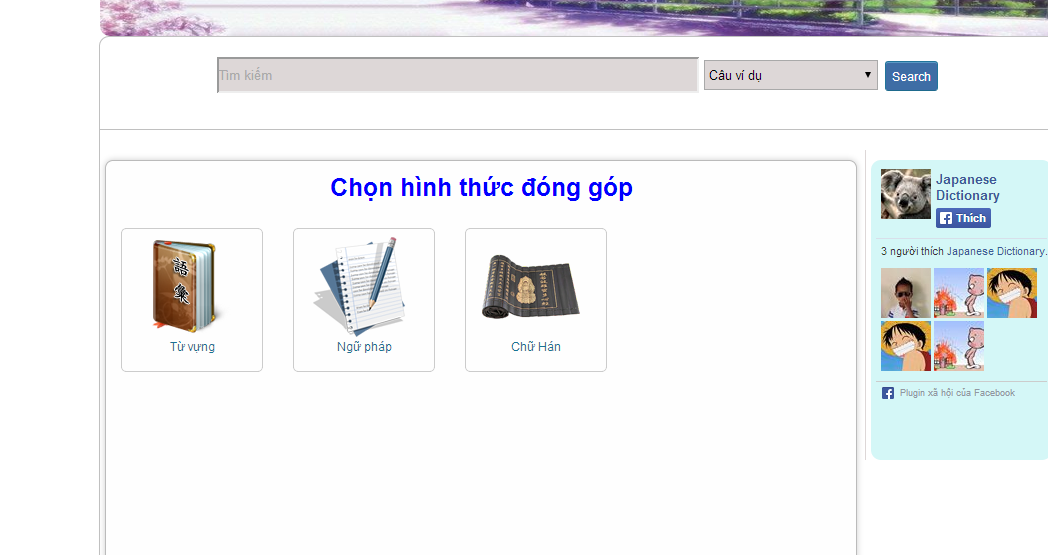 Tìm kiếm
Câu ví dụ
Search
Chọn hình thức đóng góp
語
彙
Từ vựng
Ngữ pháp
Chữ Hán
Japanese
Dictionary
Thích
3 người thích Japanese Dictionary.
Plugin xã hội của Facebook